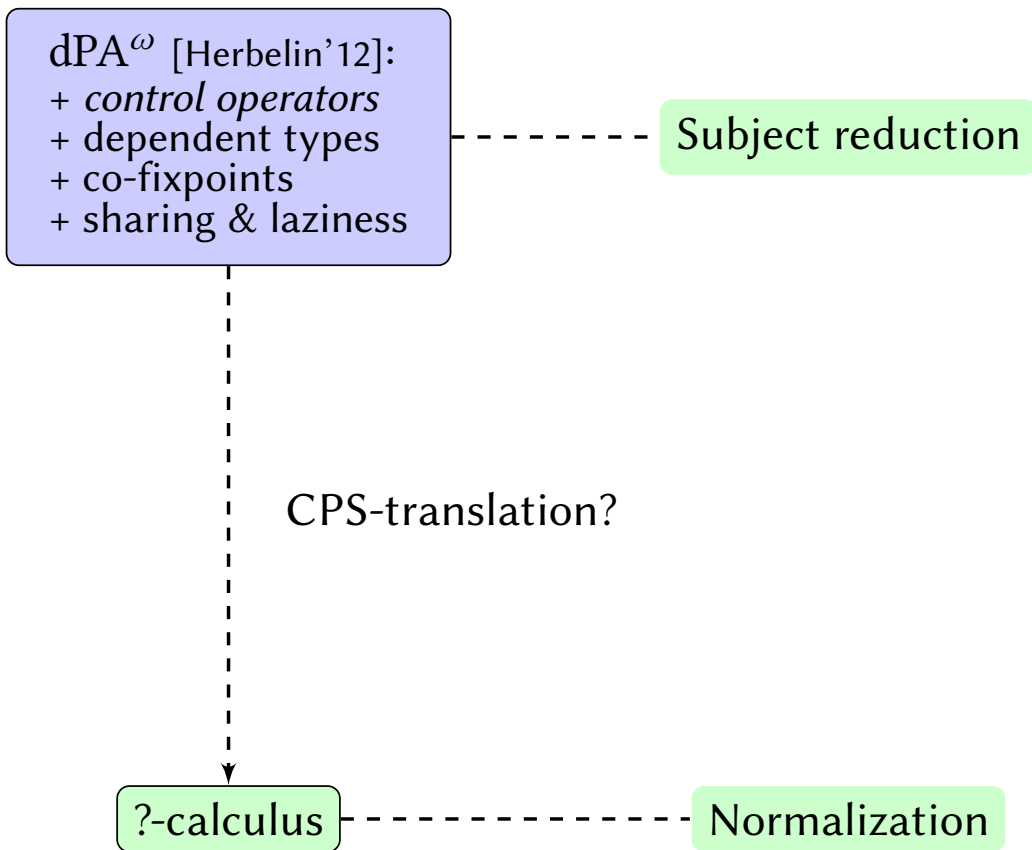 dPA^ω [Herbelin'12]:
+ control operators
+ dependent types
+ co-fixpoints
+ sharing & laziness
Subject reduction
CPS-translation?
?-calculus
Normalization